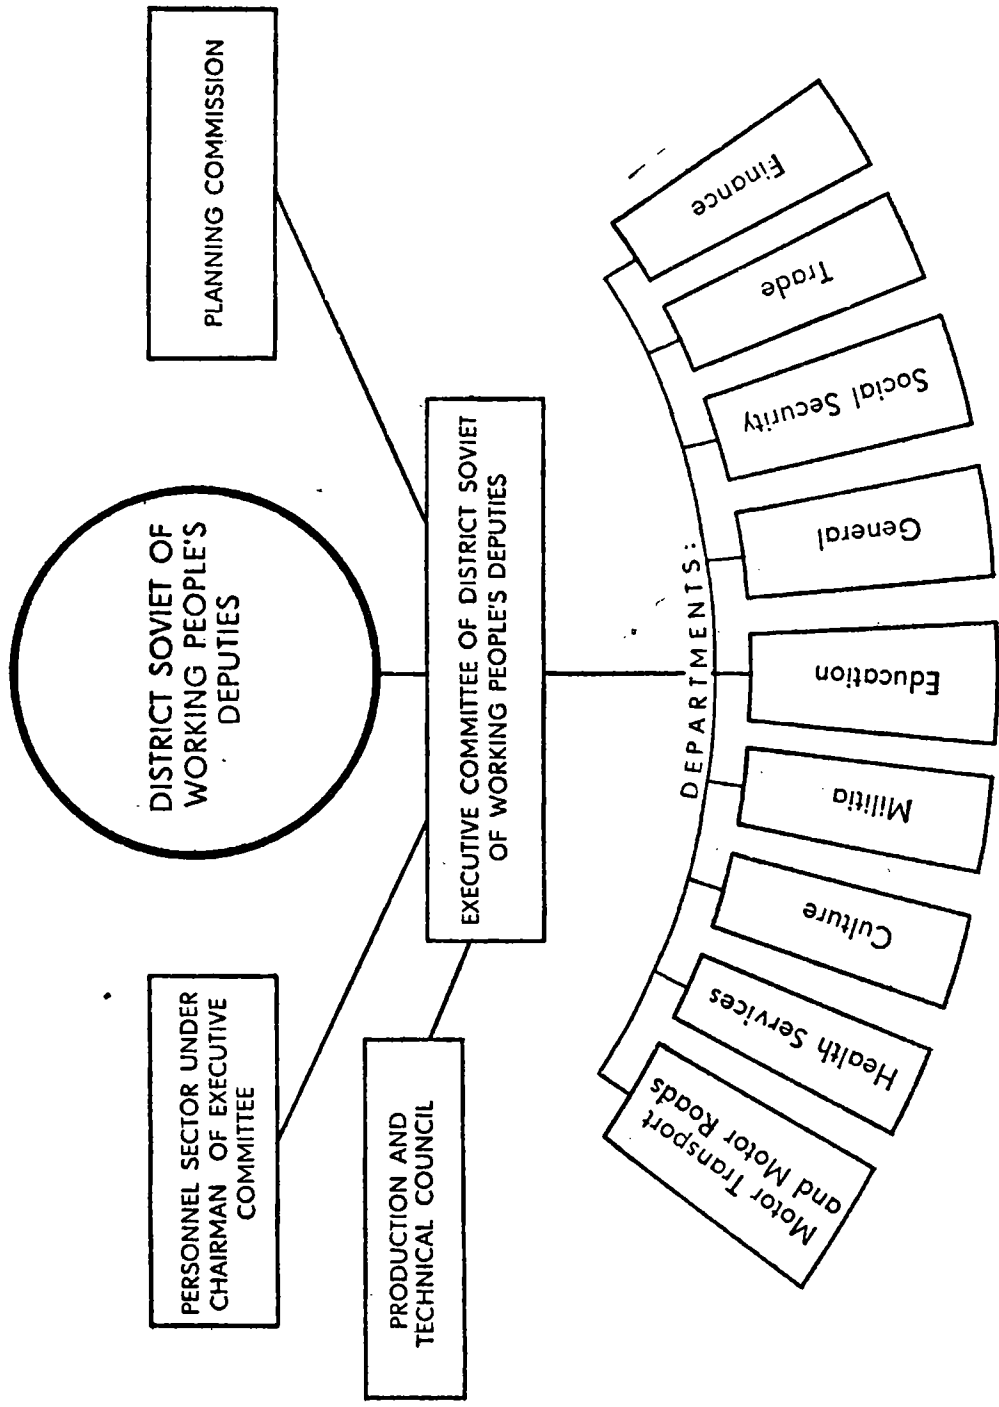 DISTRICT SOVIET OF
WORKING PEOPLE'S
DEPUTIES
PERSONNEL SECTOR UNDER
CHAIRMAN OF EXECUTIVE
COMMITTEE
PLANNING COMMISSION
PRODUCTION AND
TECHNICAL COUNCIL
EXECUTIVE COMMITTEE OF DISTRICT SOVIET
OF WORKING PEOPLE'S DEPUTIES
DEPARTMENTS:
Motor Transport
and Motor Roads
Health Services
Culture
Militia
Education
General
Social Security
Trade
Finance